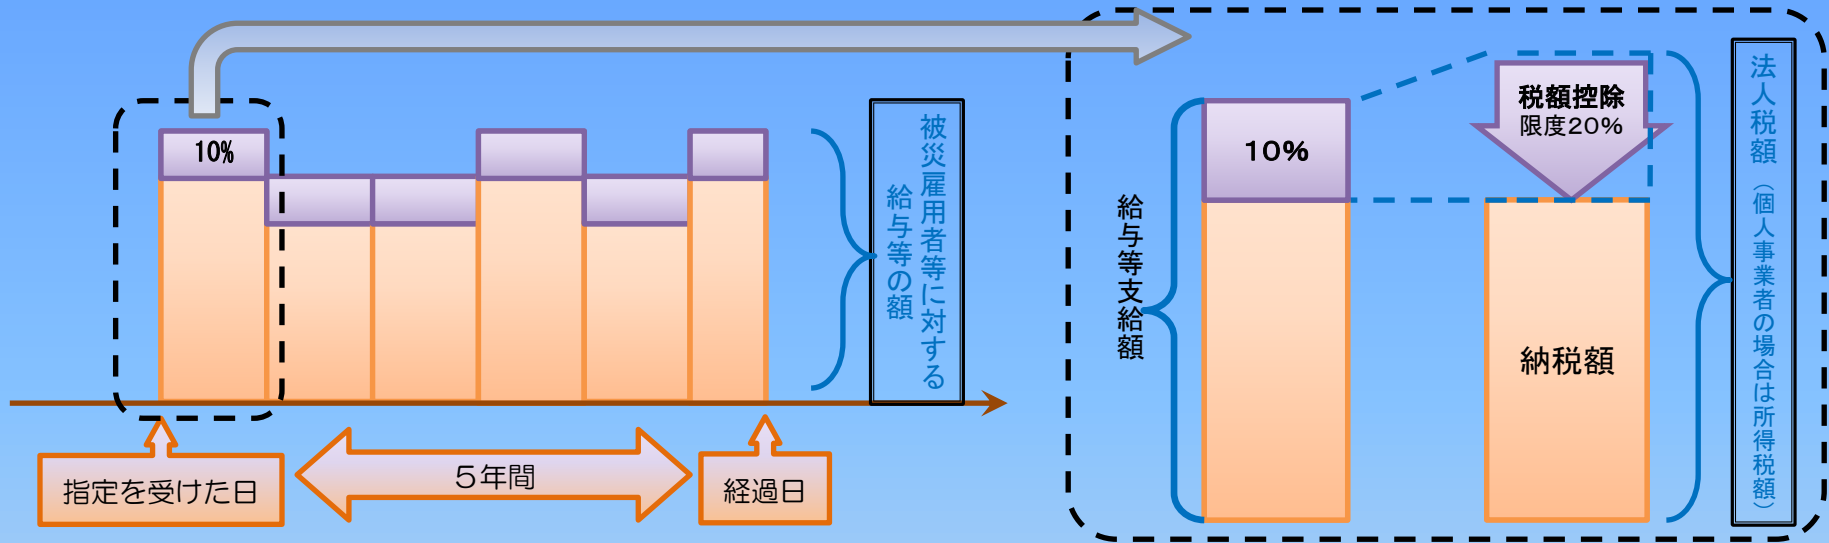 10%
被災雇用者等に対する
給与等の額
指定を受けた日
5年間
経過日
給与等支給額
10%
税額控除
限度20%
納税額
法人税額(個人事業者の場合は所得税額)